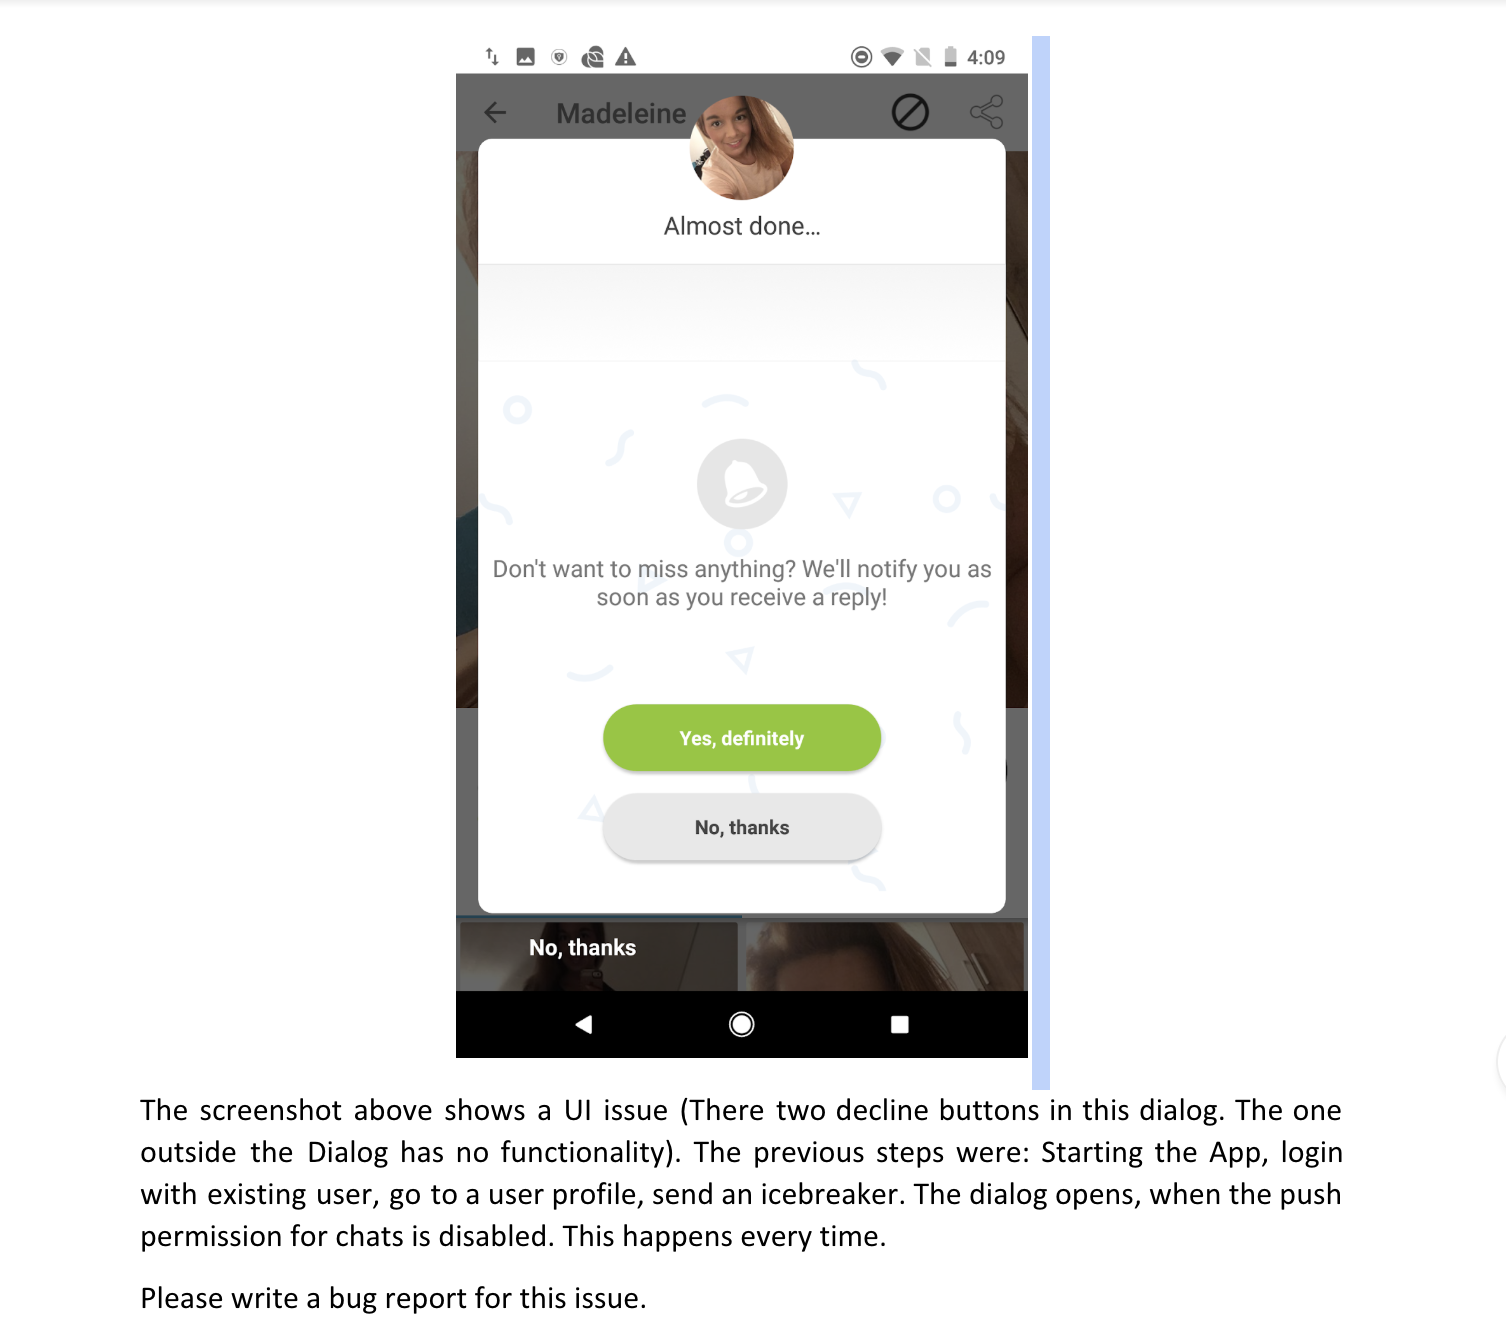 4:09
Madeleine
Almost done...
Don't want to miss anything? We'll notify you as
soon as you receive a reply!
Yes, definitely
No, thanks
No, thanks
The screenshot above shows a UI issue (There two decline buttons in this dialog. The one
outside the Dialog has no functionality). The previous steps were: Starting the App, login
with existing user, go to a user profile, send an icebreaker. The dialog opens, when the push
permission for chats is disabled. This happens every time.
Please write a bug report for this issue.